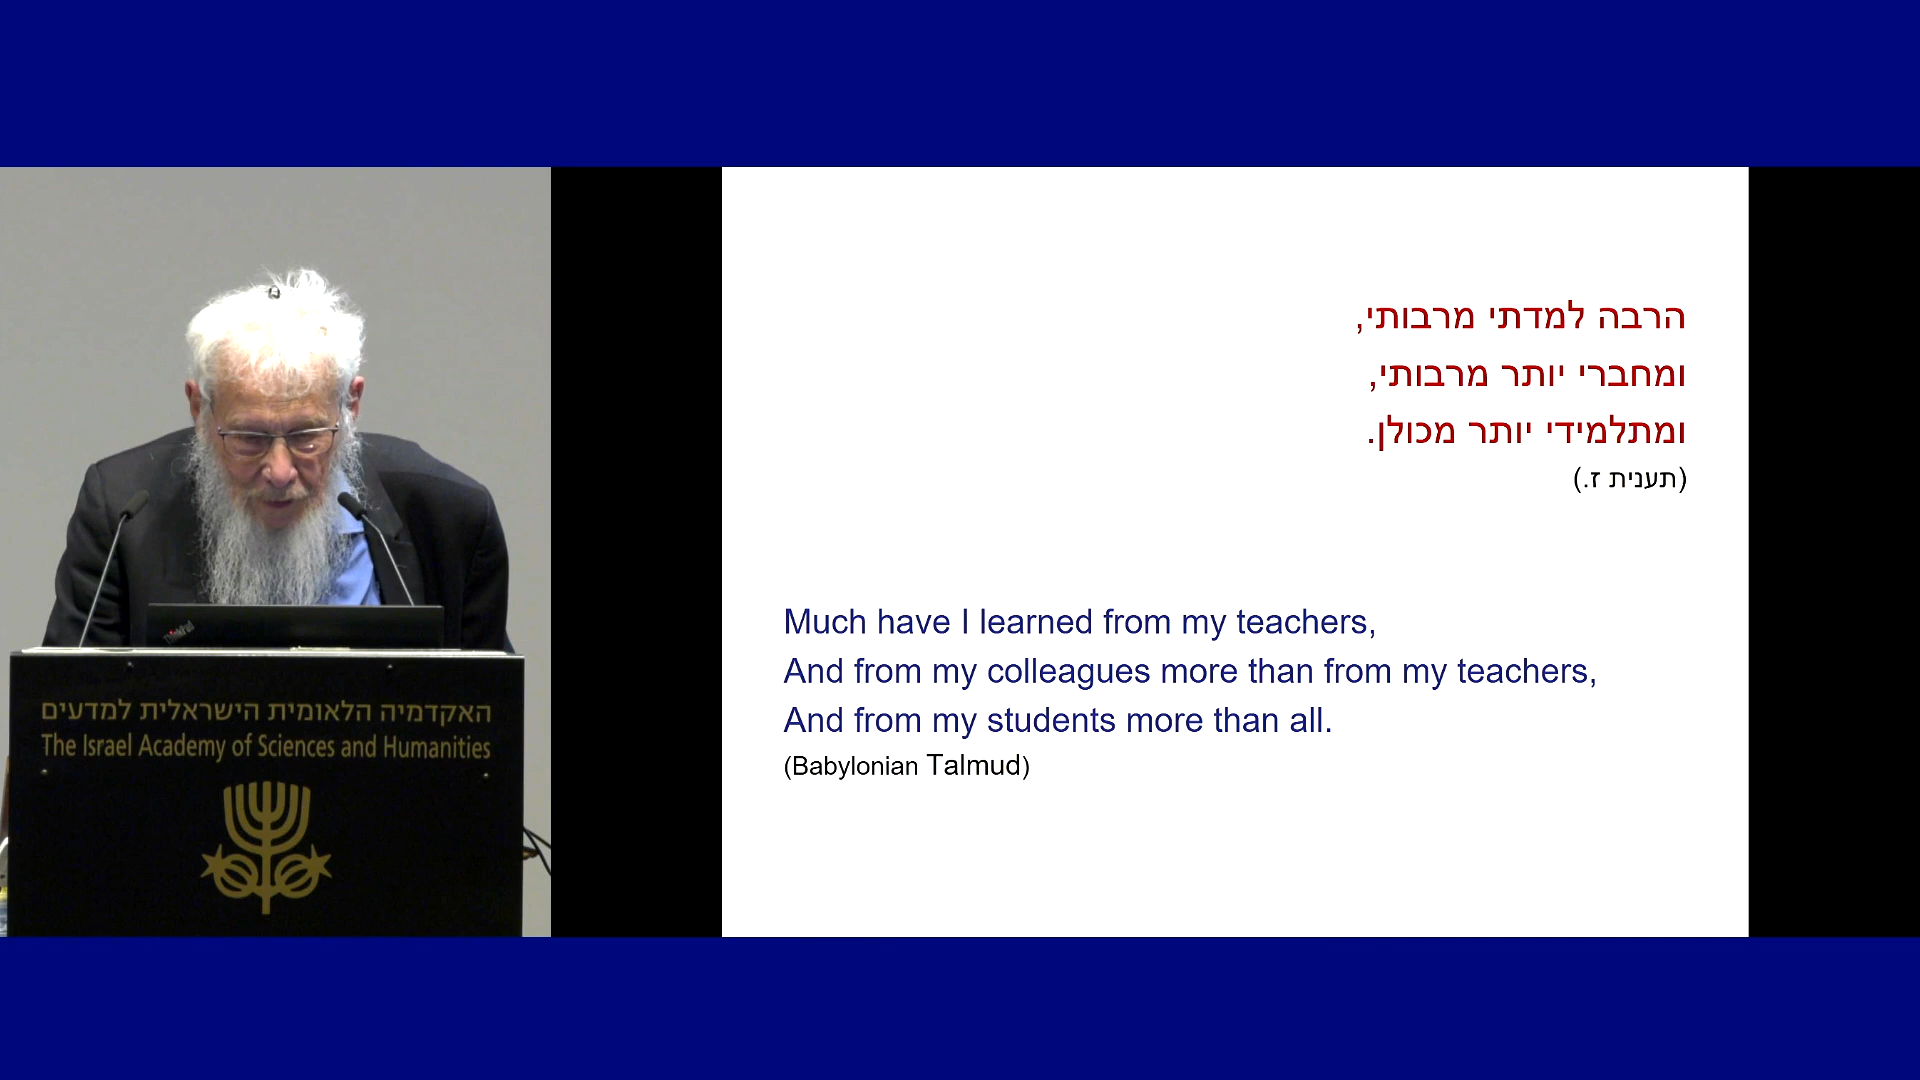 הרבה למדתי מרבותי,
ומחברי יותר מרבותי,
ומתלמידי יותר מכולן.
(תענית ז.)
Much have I learned from my teachers,
And from my colleagues more than from my teachers,
And from my students more than all.
(Babylonian Talmud)
ThinkPad
האקדמיה הלאומית הישראלית למדעים
The Israel Academy of Sciences and Humanities